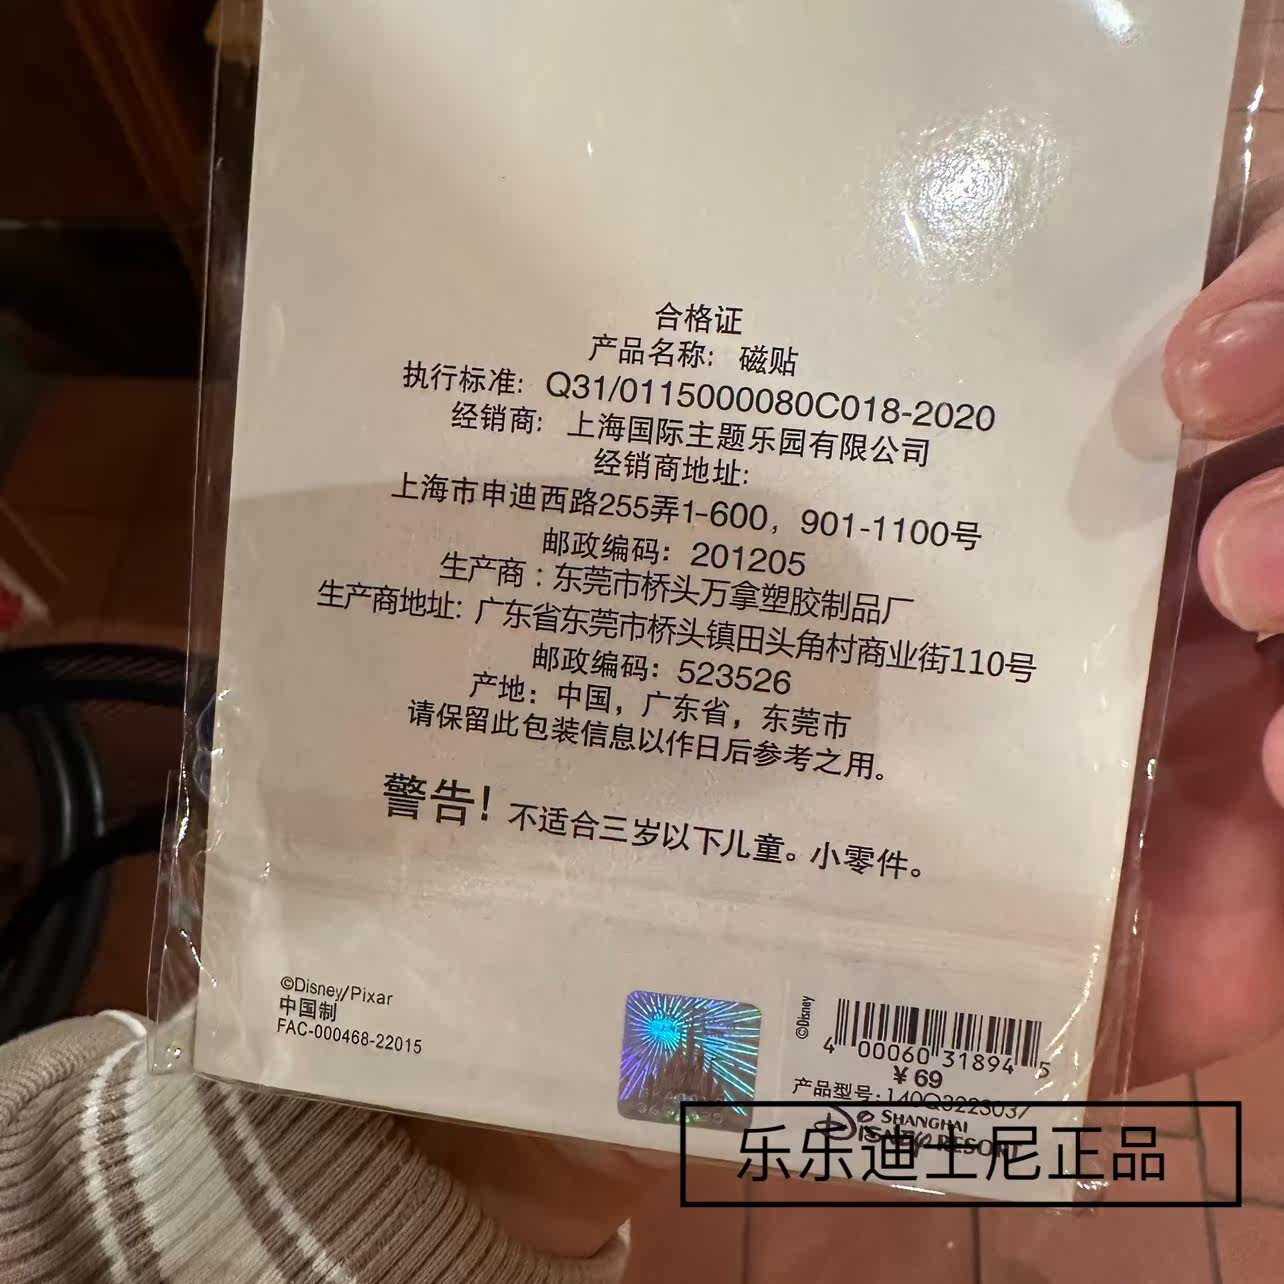 合格证
产品名称: 磁贴
执行标准: Q31/0115000080C018-2020
经销商: 上海国际主题乐园有限公司
经销商地址:
上海市申迪西路255弄1-600, 901-1100号
邮政编码: 201205
生产商: 东莞市桥头万拿塑胶制品厂
生产商地址: 广东省东莞市桥头镇田头角村商业街110号
邮政编码: 523526
产地: 中国, 广东省, 东莞市
请保留此包装信息以作日后参考之用。
警告! 不适合三岁以下儿童。小零件。
©Disney/Pixar
中国制
FAC-000468-22015
©Disney
4 00060 31894 5
¥ 69
产品型号:
SHANGHAI
DISNEY RESORT
乐乐迪士尼正品